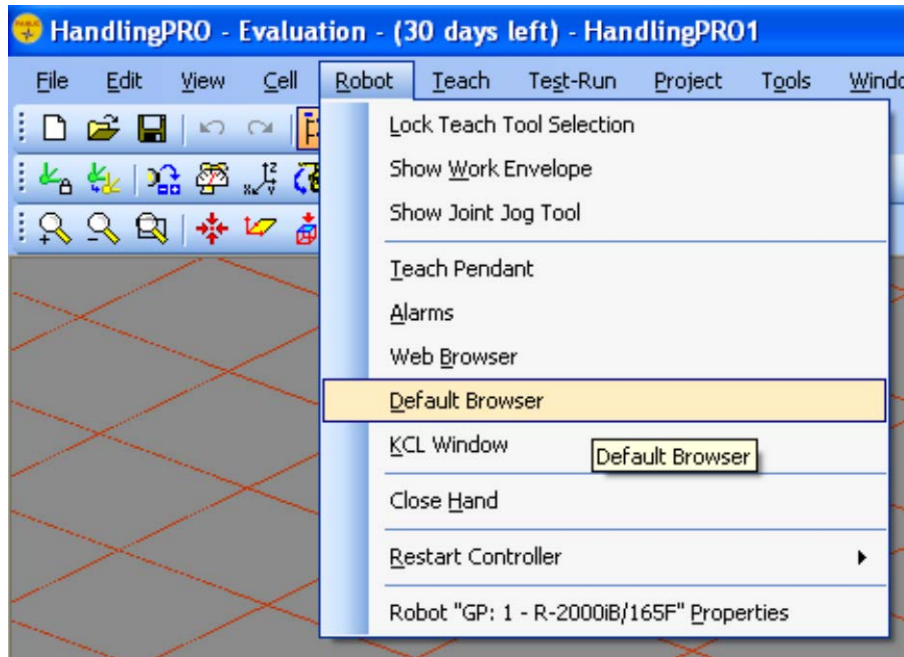 HandlingPRO - Evaluation - (30 days left) - HandlingPRO1
File Edit View Cell Robot Teach Test-Run Project Tools
Lock Teach Tool Selection
Show Work Envelope
Show Joint Jog Tool
Teach Pendant
Alarms
Web Browser
Default Browser
KCL Window
Default Browser
Close Hand
Restart Controller
Robot "GP: 1 - R-2000iB/165F" Properties